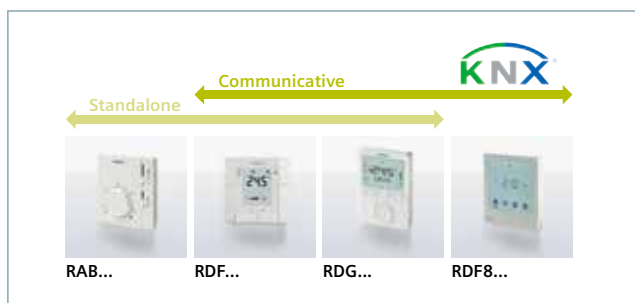 Communicative
KNX
Standalone
24.5
RAB...
RDF...
RDG...
RDF8...